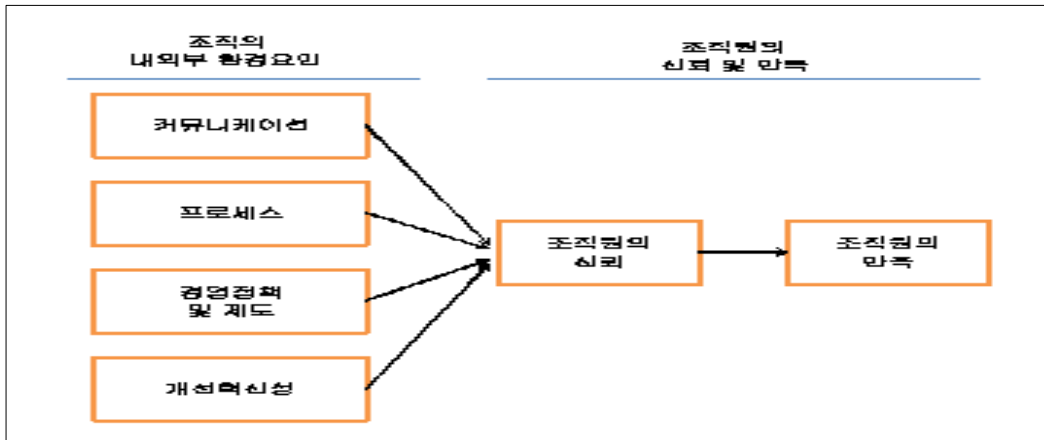 조직의
내외부 환경요인
조직원의
신뢰 및 만족
커뮤니케이션
프로세스
조직원의
신뢰
조직원의
만족
경영정책
및 제도
개선혁신성